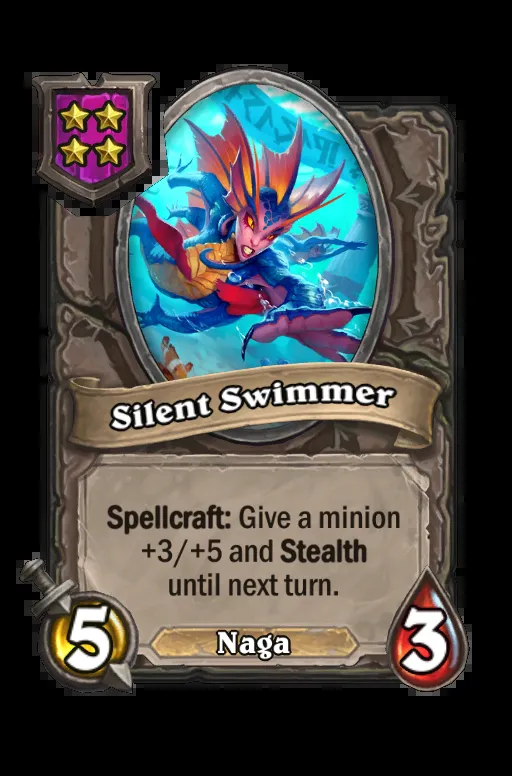 Silent Swimmer
Spellcraft: Give a minion
+3/+5 and Stealth
until next turn.
5
Naga
3